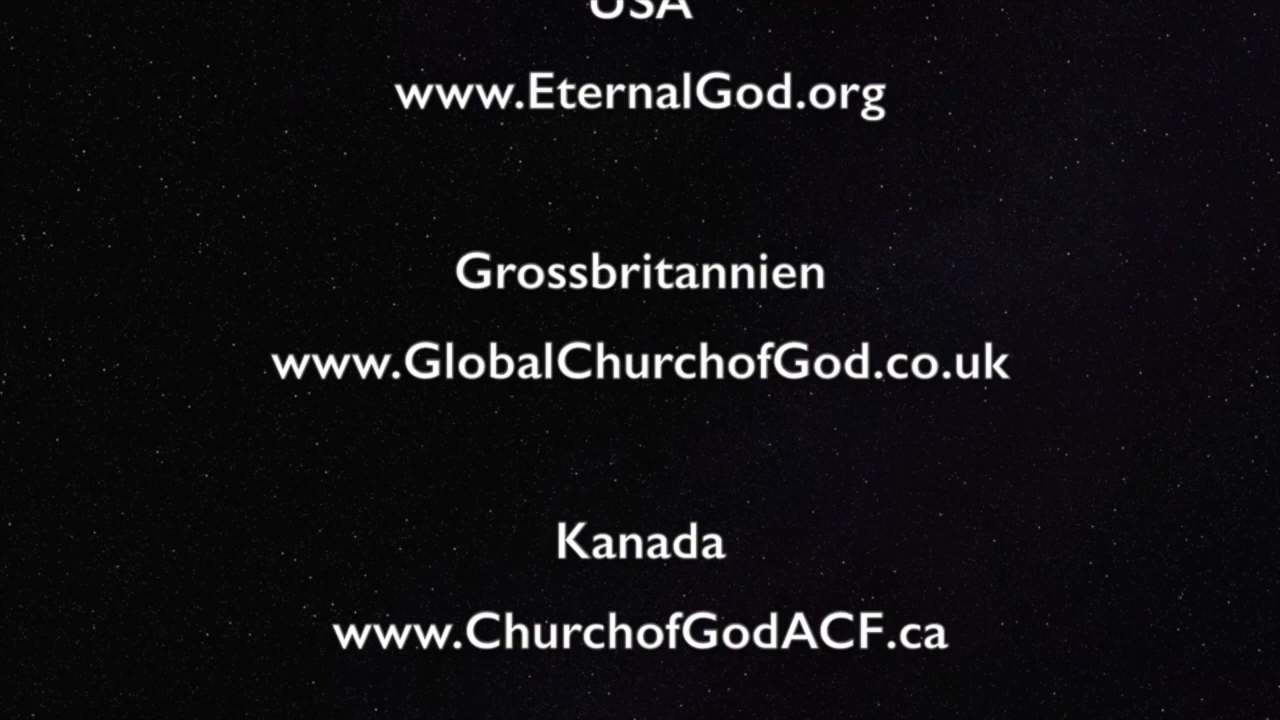 USA
www.EternalGod.org
Grossbritannien
www.GlobalChurchofGod.co.uk
Kanada
www.ChurchofGodACF.ca